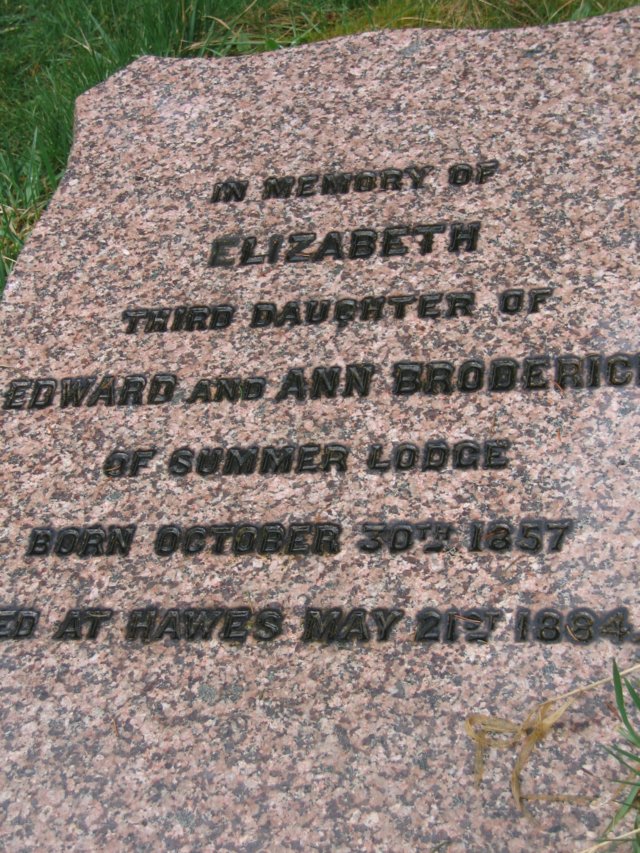 IN MEMORY OF
ELIZABETH
THIRD DAUGHTER OF
EDWARD AND ANN BRODERIC
OF SUMMER LODGE
BORN OCTOBER 30TH 1857
ED AT HAWES MAY 21ST 1884.